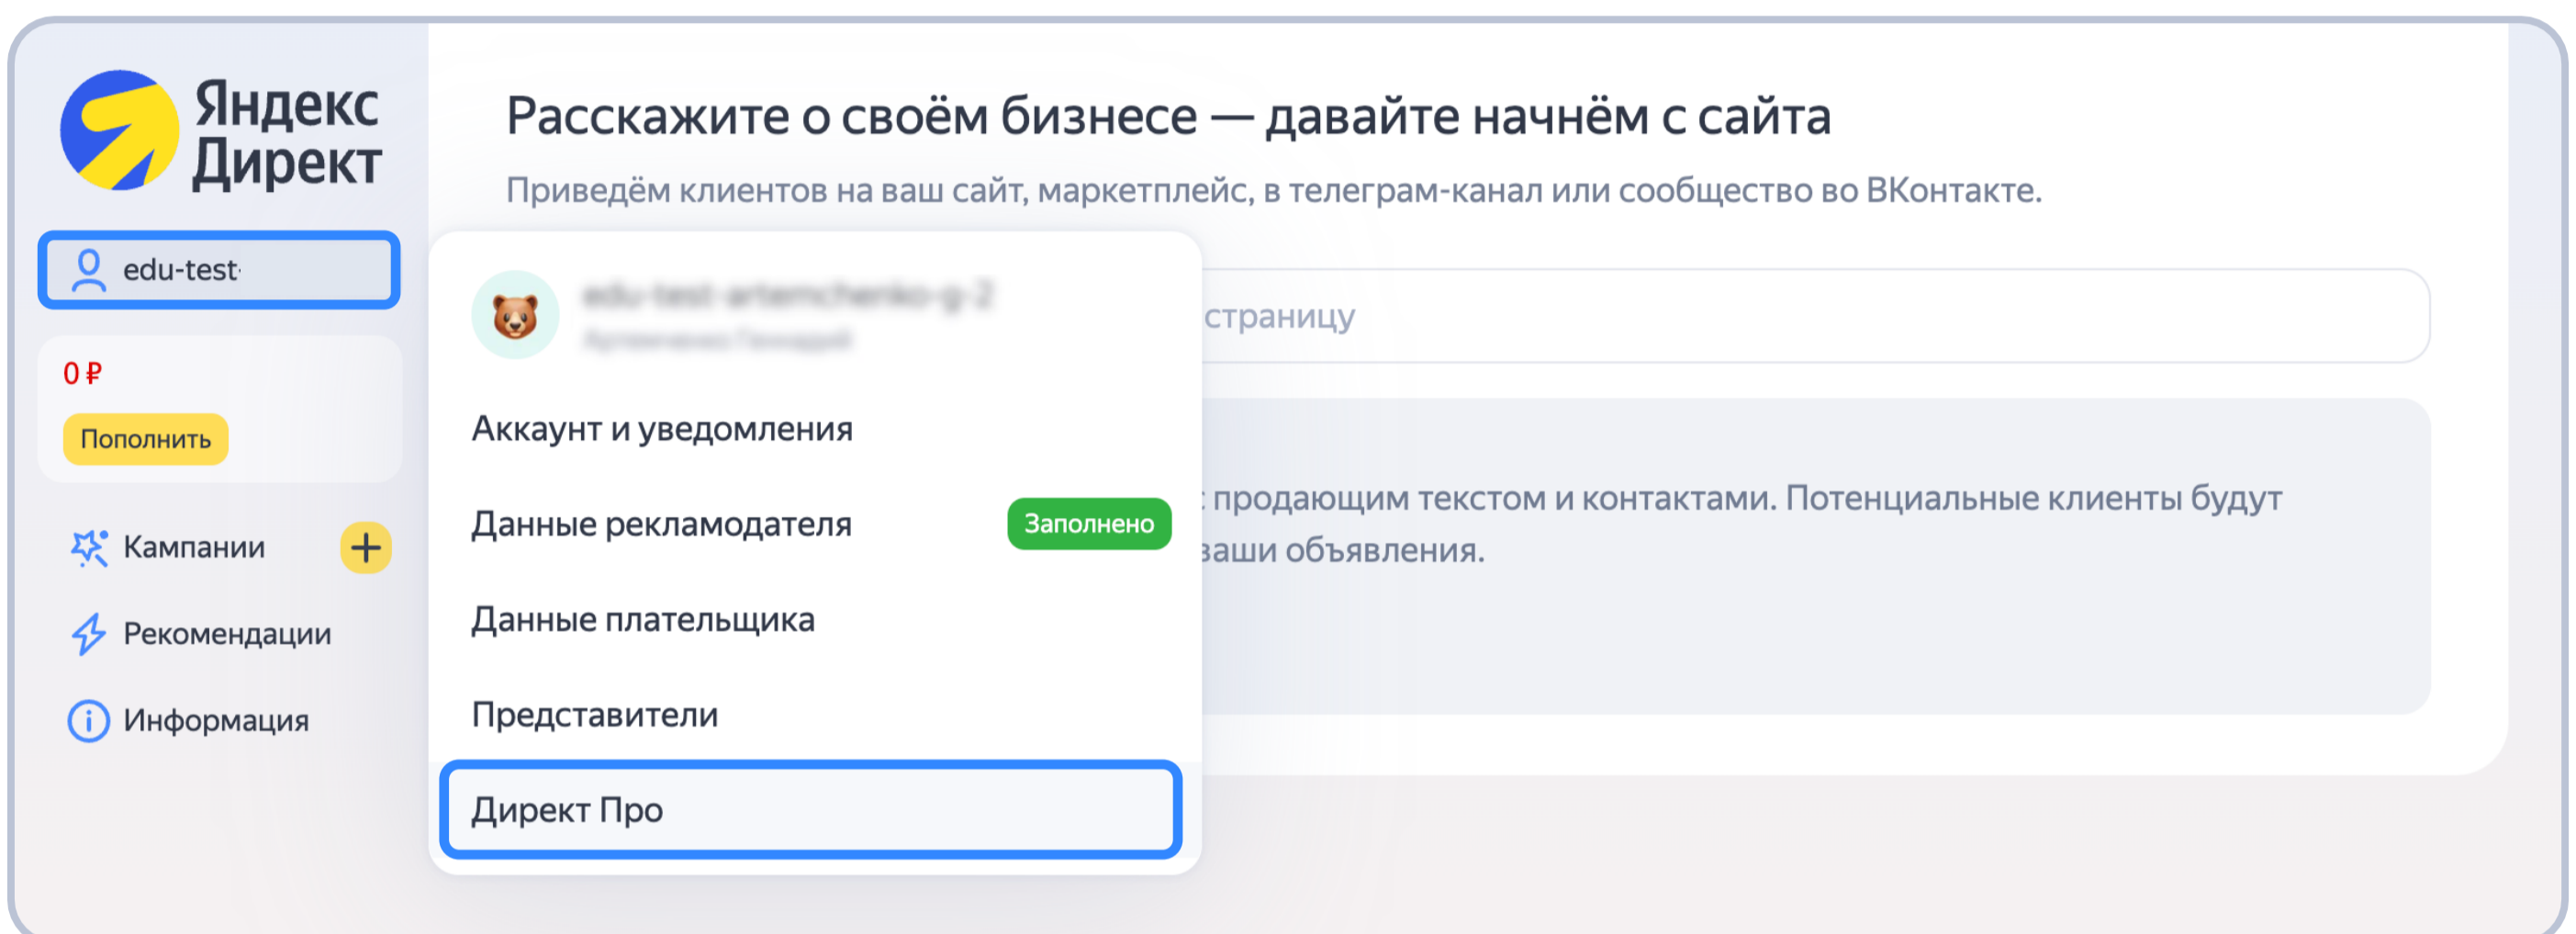 Яндекс
Директ
edu-test-
0 ₽
Пополнить
Кампании
Рекомендации
Информация
Расскажите о своём бизнесе — давайте начнём с сайта
Приведём клиентов на ваш сайт, маркетплейс, в телеграм-канал или сообщество во ВКонтакте.
страницу
продающим текстом и контактами. Потенциальные клиенты будут
ваши объявления.
Аккаунт и уведомления
Данные рекламодателя
Заполнено
Данные плательщика
Представители
Директ Про